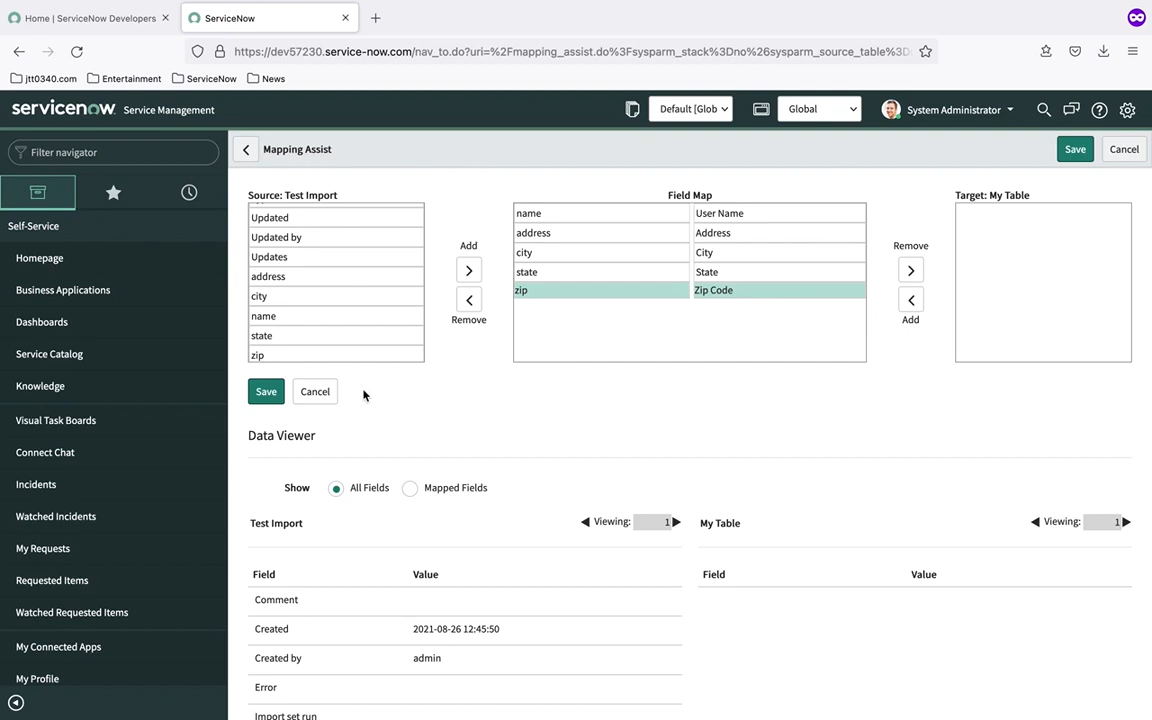 Home | ServiceNow Developers
ServiceNow
https://dev57230.service-now.com/nav_to.do?uri=%2Fmapping_assist.do%3Fsysparm_stack%3Dno%26sysparm_source_table%3D
jtt0340.com
Entertainment
ServiceNow
News
servicenow
Service Management
Default [Glob
Global
System Administrator
Filter navigator
Mapping Assist
Save
Cancel
Self-Service
Homepage
Business Applications
Dashboards
Service Catalog
Knowledge
Visual Task Boards
Connect Chat
Incidents
Watched Incidents
My Requests
Requested Items
Watched Requested Items
My Connected Apps
My Profile
Source: Test Import
Updated
Updated by
Updates
address
city
name
state
zip
Add
Remove
Field Map
name User Name
address Address
city City
state State
zip Zip Code
Remove
Add
Target: My Table
Save
Cancel
Data Viewer
Show
All Fields
Mapped Fields
Test Import
Viewing: 1
My Table
Viewing: 1
Field Value
Field Value
Comment
Created 2021-08-26 12:45:50
Created by admin
Error
Import set run